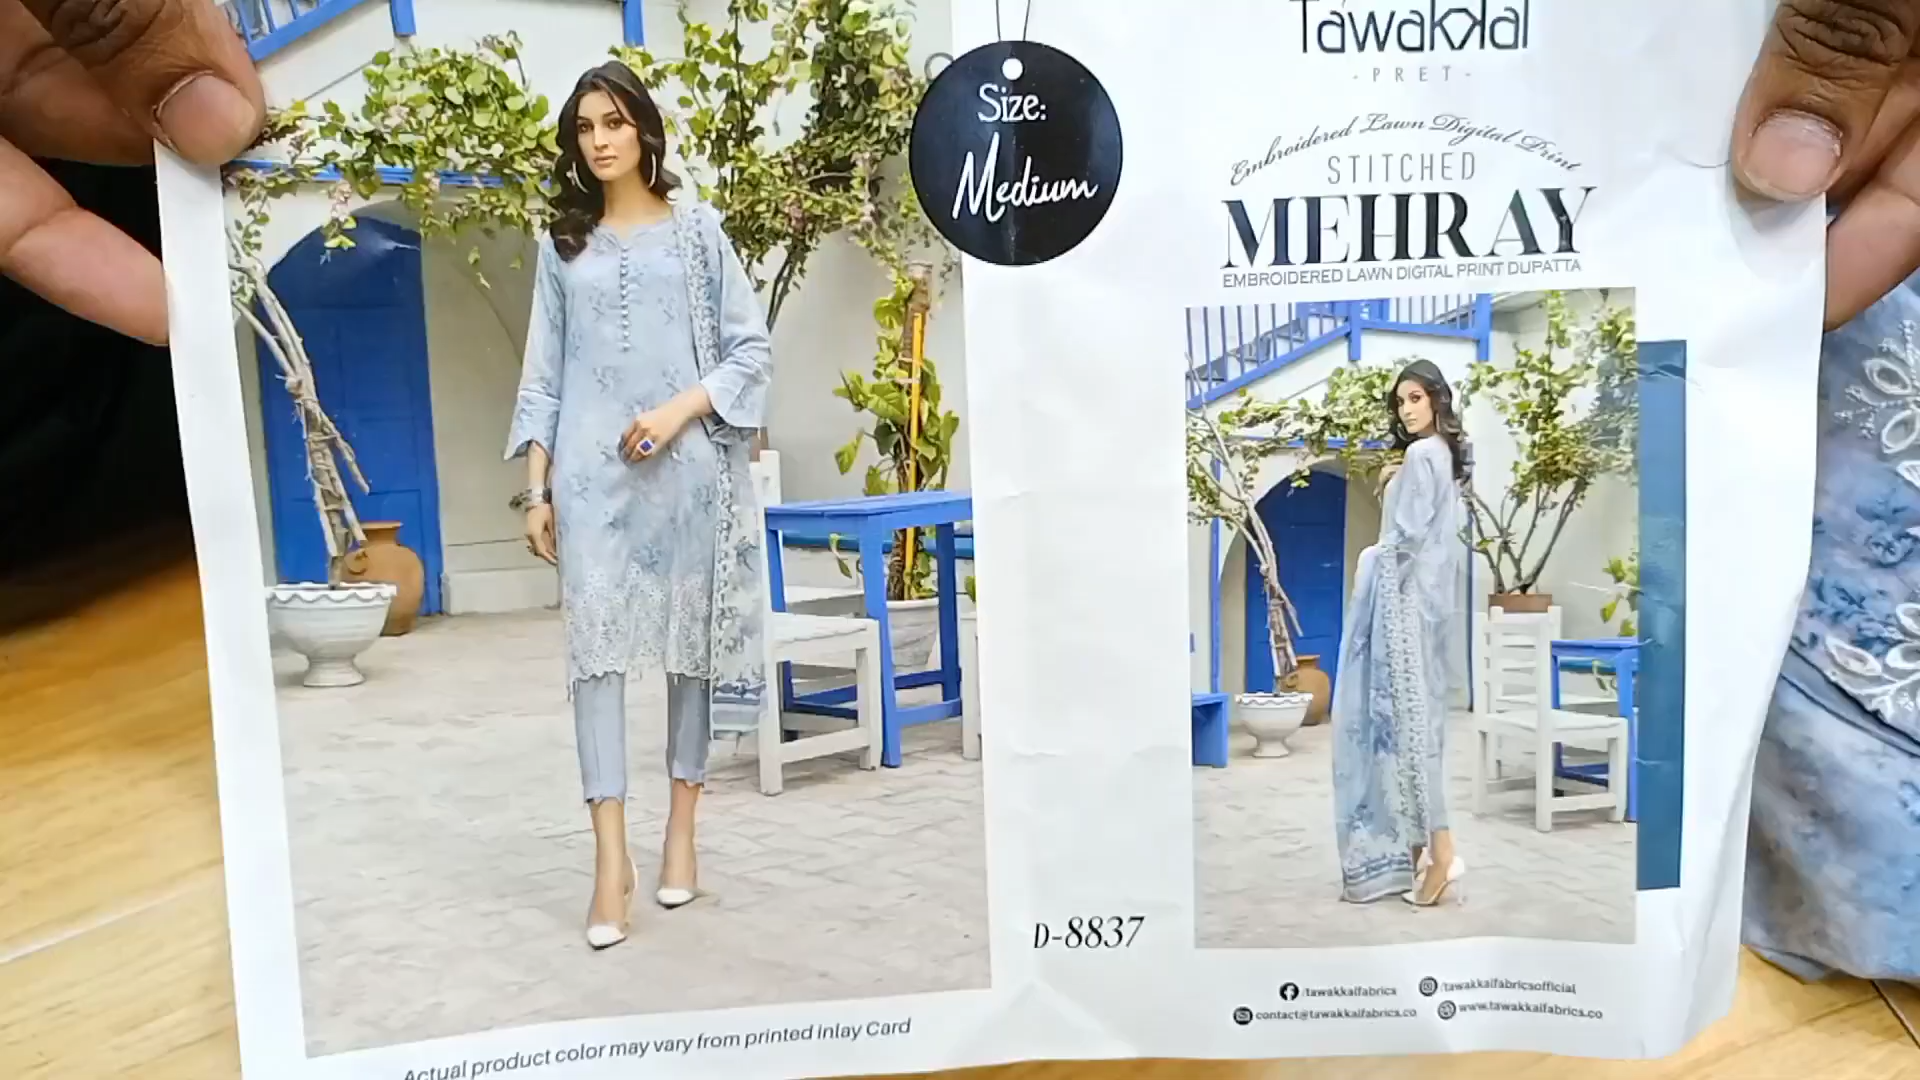 Size:
Medium
Tawakkal
- PRET -
Embroidered Lawn Digital Print
STITCHED
MEHRAY
EMBROIDERED LAWN DIGITAL PRINT DUPATTA
D-8837
/tawakkalfabrics
/tawakkalfabricsofficial
contact@tawakkalfabrics.co
www.tawakkalfabrics.co
Actual product color may vary from printed Inlay Card